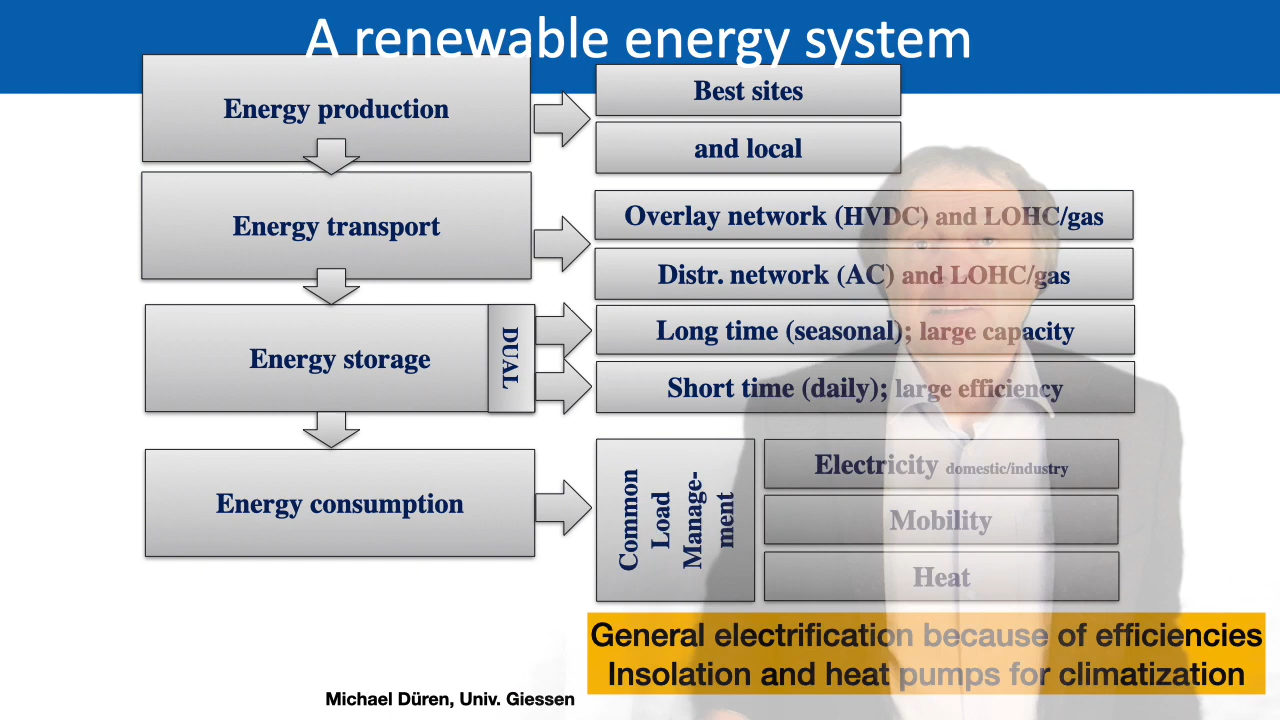 A renewable energy system
Energy production
Best sites
and local
Energy transport
Overlay network (HVDC) and LOHC/gas
Distr. network (AC) and LOHC/gas
Energy storage
DUAL
Long time (seasonal); large capacity
Short time (daily); large efficiency
Energy consumption
Common
Load
Manage-
ment
Electricity domestic/industry
Mobility
Heat
General electrification because of efficiencies
Insolation and heat pumps for climatization
Michael Düren, Univ. Giessen